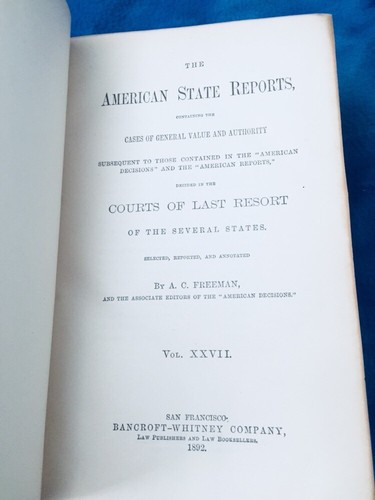 THE
AMERICAN STATE REPORTS,
CONTAINING THE
CASES OF GENERAL VALUE AND AUTHORITY
SUBSEQUENT TO THOSE CONTAINED IN THE "AMERICAN
DECISIONS" AND THE "AMERICAN REPORTS,"
DECIDED IN THE
COURTS OF LAST RESORT
OF THE SEVERAL STATES.
SELECTED, REPORTED, AND ANNOTATED
BY A. C. FREEMAN,
AND THE ASSOCIATE EDITORS OF THE "AMERICAN DECISIONS."
VOL. XXVII.
SAN FRANCISCO:
BANCROFT-WHITNEY COMPANY,
LAW PUBLISHERS AND LAW BOOKSELLERS.
1892.